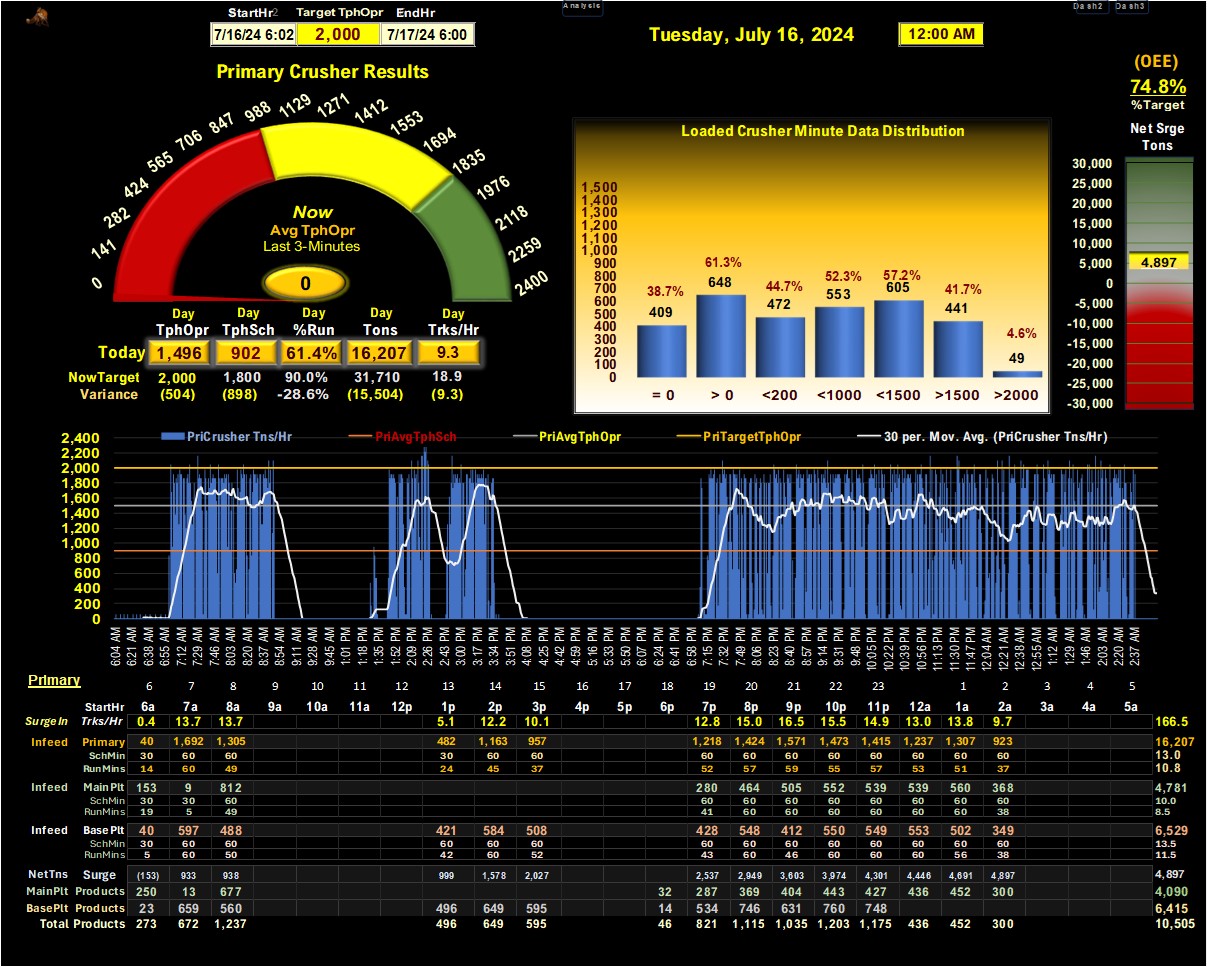 Analysis Dash2 Dash3
StartHr2 Target TphOpr EndHr
7/16/24 6:02 2,000 7/17/24 6:00
Tuesday, July 16, 2024 12:00 AM
(OEE)
74.8%
%Target
Primary Crusher Results
0 141 282 424 565 706 847 988 1129 1271 1412 1553 1694 1835 1976 2118 2259 2400
Now
Avg TphOpr
Last 3-Minutes
0
Day Day Day Day Day
TphOpr TphSch %Run Tons Trks/Hr
Today 1,496 902 61.4% 16,207 9.3
NowTarget 2,000 1,800 90.0% 31,710 18.9
Variance (504) (898) -28.6% (15,504) (9.3)
Loaded Crusher Minute Data Distribution
1,500
1,400
1,300
1,200
1,100
1,000
900
800
700
600
500
400
300
200
100
0
38.7% 61.3% 44.7% 52.3% 57.2% 41.7% 4.6%
409 648 472 553 605 441 49
= 0 > 0 <200 <1000 <1500 >1500 >2000
Net Srge
Tons
30,000
25,000
20,000
15,000
10,000
5,000
0
-5,000
-10,000
-15,000
-20,000
-25,000
-30,000
4,897
PriCrusher Tns/Hr PriAvgTphSch PriAvgTphOpr PriTargetTphOpr 30 per. Mov. Avg. (PriCrusher Tns/Hr)
2,400
2,200
2,000
1,800
1,600
1,400
1,200
1,000
800
600
400
200
0
6:04 AM 6:21 AM 6:38 AM 6:55 AM 7:12 AM 7:29 AM 7:46 AM 8:03 AM 8:20 AM 8:37 AM 8:54 AM 9:11 AM 9:28 AM 9:45 AM 1:01 PM 1:18 PM 1:35 PM 1:52 PM 2:09 PM 2:26 PM 2:43 PM 3:00 PM 3:17 PM 3:34 PM 3:51 PM 4:08 PM 4:25 PM 4:42 PM 4:59 PM 5:16 PM 5:33 PM 5:50 PM 6:07 PM 6:24 PM 6:41 PM 6:58 PM 7:15 PM 7:32 PM 7:49 PM 8:06 PM 8:23 PM 8:40 PM 8:57 PM 9:14 PM 9:31 PM 9:48 PM 10:05 PM 10:22 PM 10:39 PM 10:56 PM 11:13 PM 11:30 PM 11:47 PM 12:04 AM 12:21 AM 12:38 AM 12:55 AM 1:12 AM 1:29 AM 1:46 AM 2:03 AM 2:20 AM 2:37 AM
Primary 6 7 8 9 10 11 12 13 14 15 16 17 18 19 20 21 22 23 1 2 3 4 5
StartHr 6a 7a 8a 9a 10a 11a 12p 1p 2p 3p 4p 5p 6p 7p 8p 9p 10p 11p 12a 1a 2a 3a 4a 5a
SurgeIn Trks/Hr 0.4 13.7 13.7 5.1 12.2 10.1 12.8 15.0 16.5 15.5 14.9 13.0 13.8 9.7 166.5
Infeed Primary 40 1,692 1,305 482 1,163 957 1,218 1,424 1,571 1,473 1,415 1,237 1,307 923 16,207
SchMin 30 60 60 30 60 60 60 60 60 60 60 60 60 60 13.0
RunMins 14 60 49 24 45 37 52 57 59 55 57 53 51 37 10.8
Infeed MainPlt 153 9 812 280 464 505 552 539 539 560 368 4,781
SchMin 30 30 60 60 60 60 60 60 60 60 60 10.0
RunMins 19 5 49 41 60 60 60 60 60 60 38 8.5
Infeed BasePlt 40 597 488 421 584 508 428 548 412 550 549 553 502 349 6,529
SchMin 30 60 60 60 60 60 60 60 60 60 60 60 60 60 13.5
RunMins 5 60 50 42 60 52 43 60 46 60 60 60 56 38 11.5
NetTns Surge (153) 933 938 999 1,578 2,027 2,537 2,949 3,603 3,974 4,301 4,446 4,691 4,897 4,897
MainPlt Products 250 13 677 32 287 369 404 443 427 436 452 300 4,090
BasePlt Products 23 659 560 496 649 595 14 534 746 631 760 748 6,415
Total Products 273 672 1,237 496 649 595 46 821 1,115 1,035 1,203 1,175 436 452 300 10,505